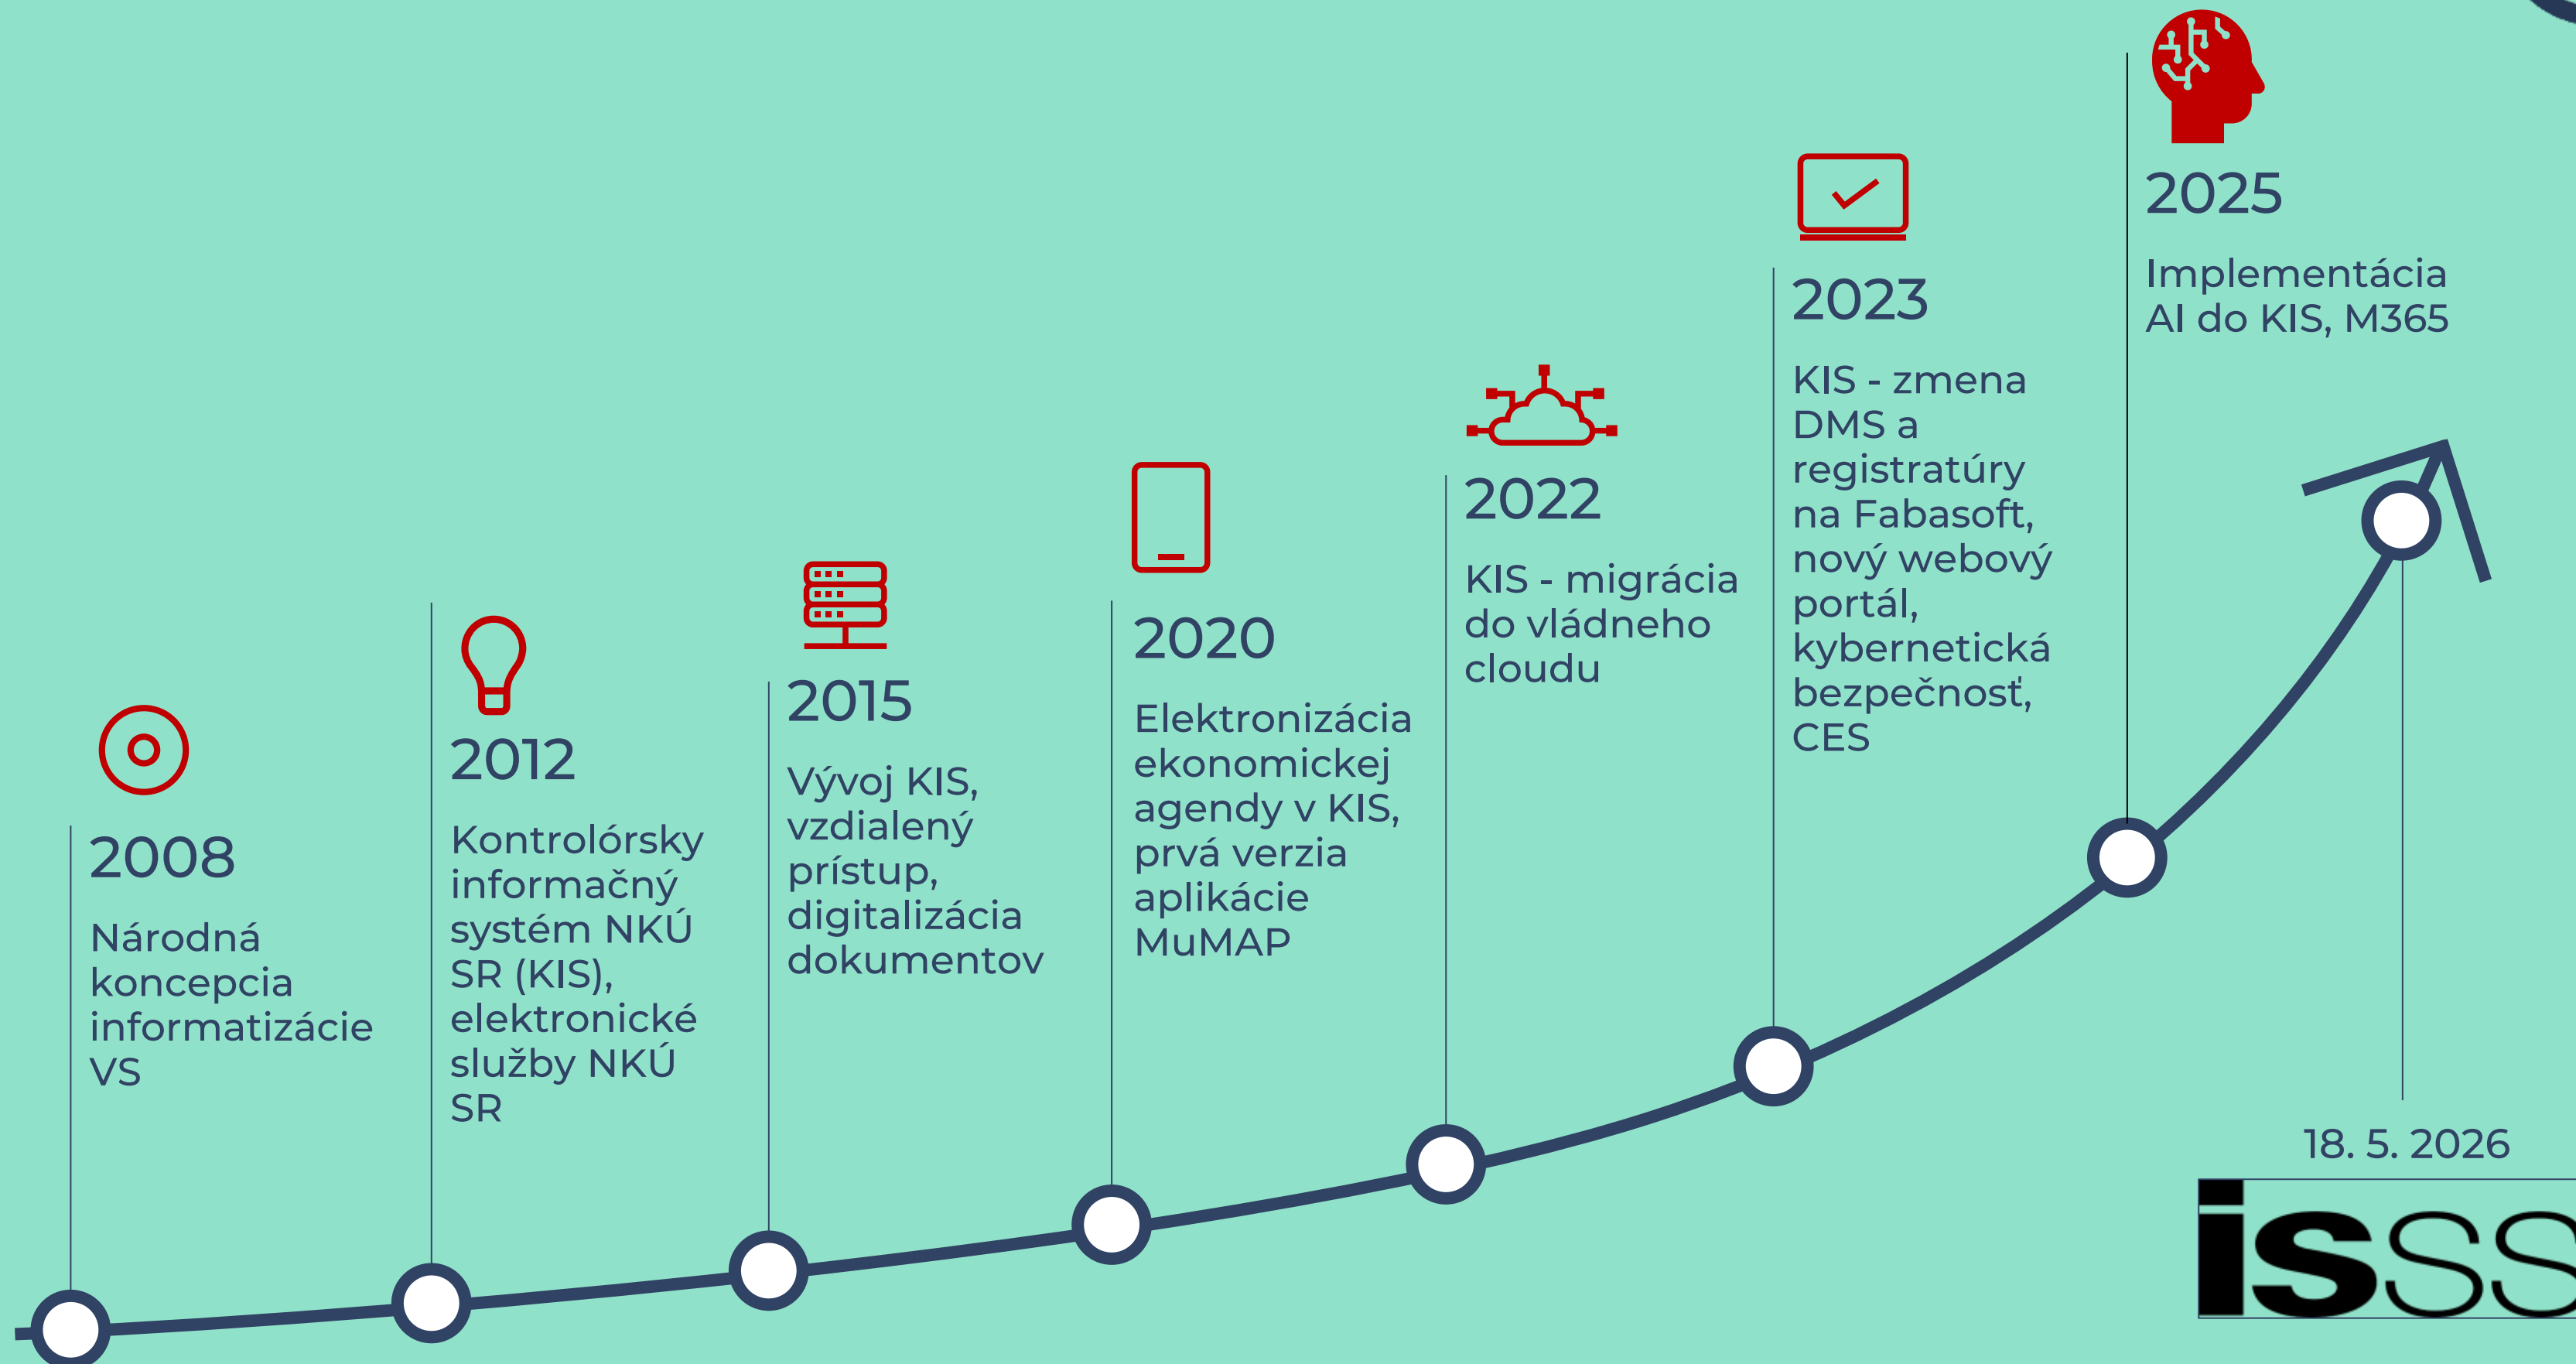 2008
Národná
koncepcia
informatizácie
VS
2012
Kontrolórsky
informačný
systém NKÚ
SR (KIS),
elektronické
služby NKÚ
SR
2015
Vývoj KIS,
vzdialený
prístup,
digitalizácia
dokumentov
2020
Elektronizácia
ekonomickej
agendy v KIS,
prvá verzia
aplikácie
MuMAP
2022
KIS - migrácia
do vládneho
cloudu
2023
KIS - zmena
DMS a
registratúry
na Fabasoft,
nový webový
portál,
kybernetická
bezpečnosť,
CES
2025
Implementácia
AI do KIS, M365
18. 5. 2026
isss